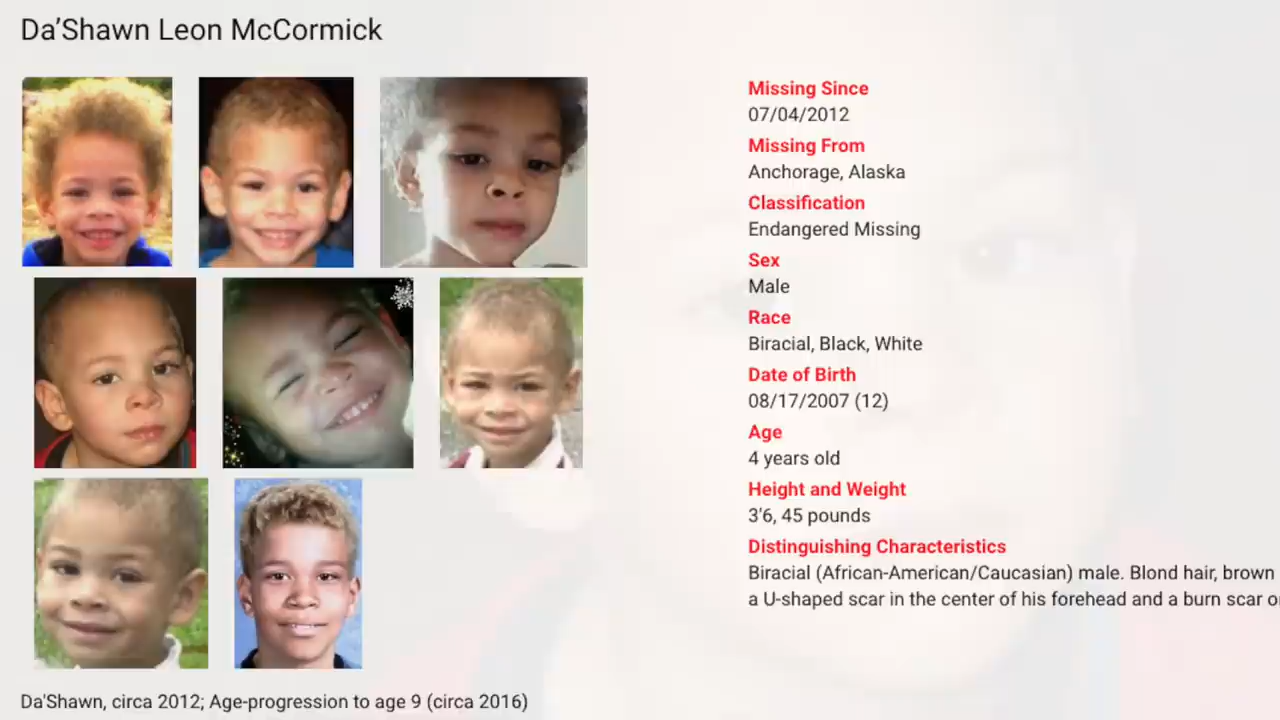 Da’Shawn Leon McCormick
Missing Since
07/04/2012
Missing From
Anchorage, Alaska
Classification
Endangered Missing
Sex
Male
Race
Biracial, Black, White
Date of Birth
08/17/2007 (12)
Age
4 years old
Height and Weight
3'6, 45 pounds
Distinguishing Characteristics
Biracial (African-American/Caucasian) male. Blond hair, brown
a U-shaped scar in the center of his forehead and a burn scar
Da'Shawn, circa 2012; Age-progression to age 9 (circa 2016)